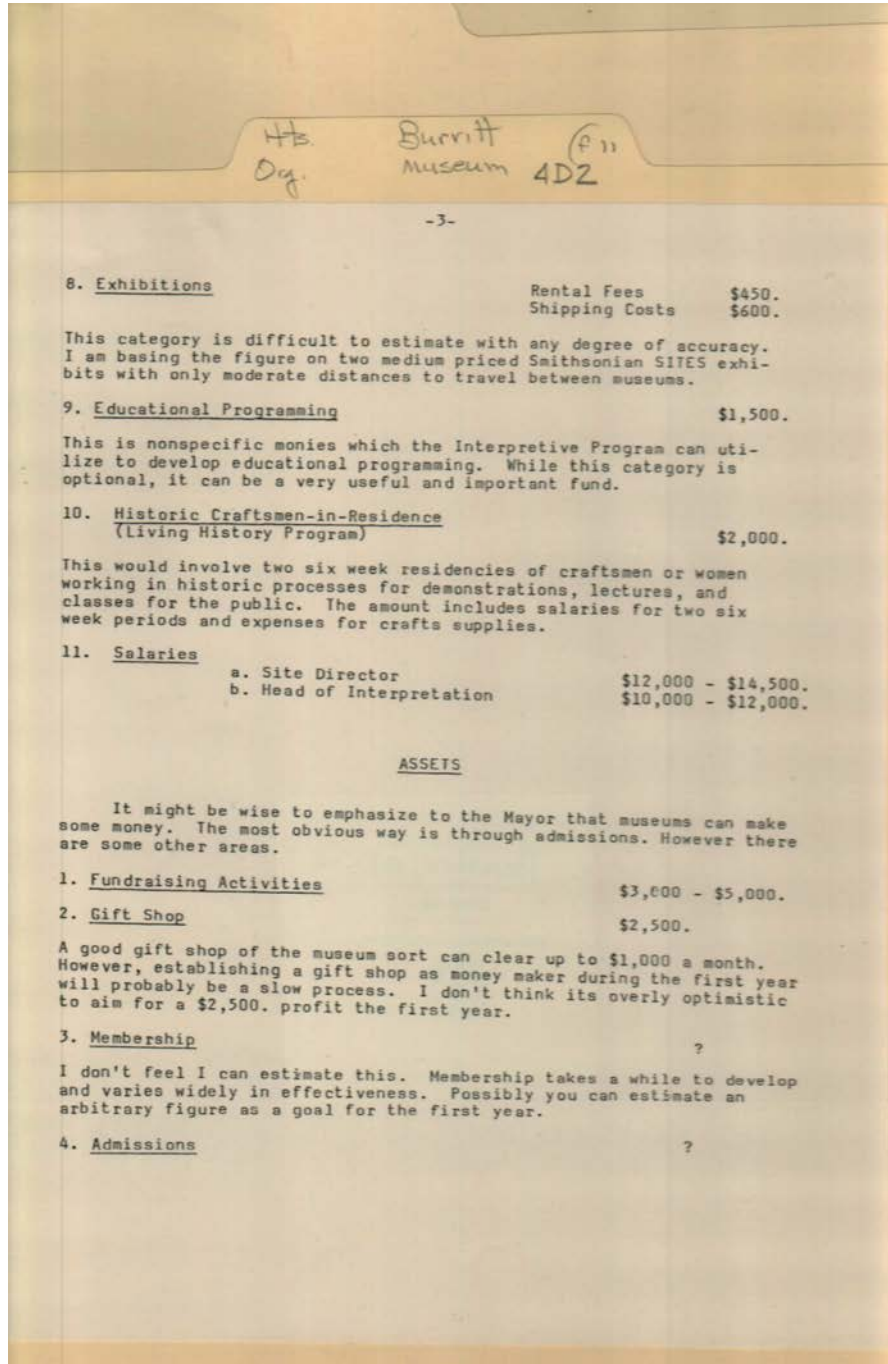 Hts. Burritt f 11
Org. Museum 4D2
-3-
8. Exhibitions
Rental Fees $450.
Shipping Costs $600.
This category is difficult to estimate with any degree of accuracy.
I am basing the figure on two medium priced Smithsonian SITES exhi-
bits with only moderate distances to travel between museums.
9. Educational Programming $1,500.
This is nonspecific monies which the Interpretive Program can uti-
lize to develop educational programming. While this category is
optional, it can be a very useful and important fund.
10. Historic Craftsmen-in-Residence
(Living History Program) $2,000.
This would involve two six week residencies of craftsmen or women
working in historic processes for demonstrations, lectures, and
classes for the public. The amount includes salaries for two six
week periods and expenses for crafts supplies.
11. Salaries
a. Site Director $12,000 - $14,500.
b. Head of Interpretation $10,000 - $12,000.
ASSETS
It might be wise to emphasize to the Mayor that museums can make
some money. The most obvious way is through admissions. However there
are some other areas.
1. Fundraising Activities $3,000 - $5,000.
2. Gift Shop $2,500.
A good gift shop of the museum sort can clear up to $1,000 a month.
However, establishing a gift shop as money maker during the first year
will probably be a slow process. I don't think its overly optimistic
to aim for a $2,500. profit the first year.
3. Membership ?
I don't feel I can estimate this. Membership takes a while to develop
and varies widely in effectiveness. Possibly you can estimate an
arbitrary figure as a goal for the first year.
4. Admissions ?